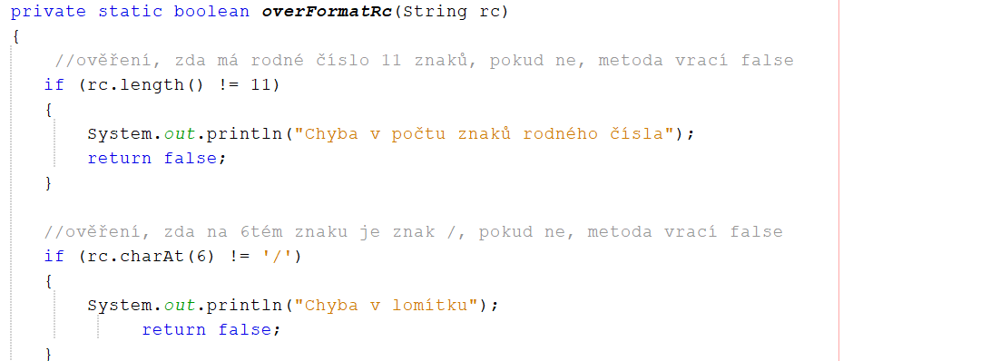 private static boolean overFormatRc(String rc)
{
//ověření, zda má rodné číslo 11 znaků, pokud ne, metoda vrací false
if (rc.length() != 11)
{
System.out.println("Chyba v počtu znaků rodného čísla");
return false;
}
//ověření, zda na 6tém znaku je znak /, pokud ne, metoda vrací false
if (rc.charAt(6) != '/')
{
System.out.println("Chyba v lomítku");
return false;
}